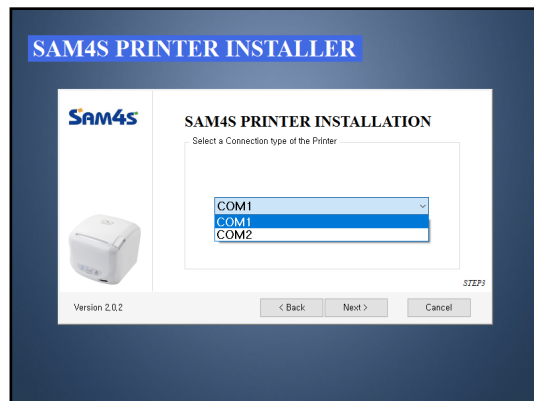 SAM4S PRINTER INSTALLER
SAM4S
SAM4S PRINTER INSTALLATION
Select a Connection type of the Printer
COM1
COM1
COM2
STEP3
Version 2,0,2
< Back
Next >
Cancel